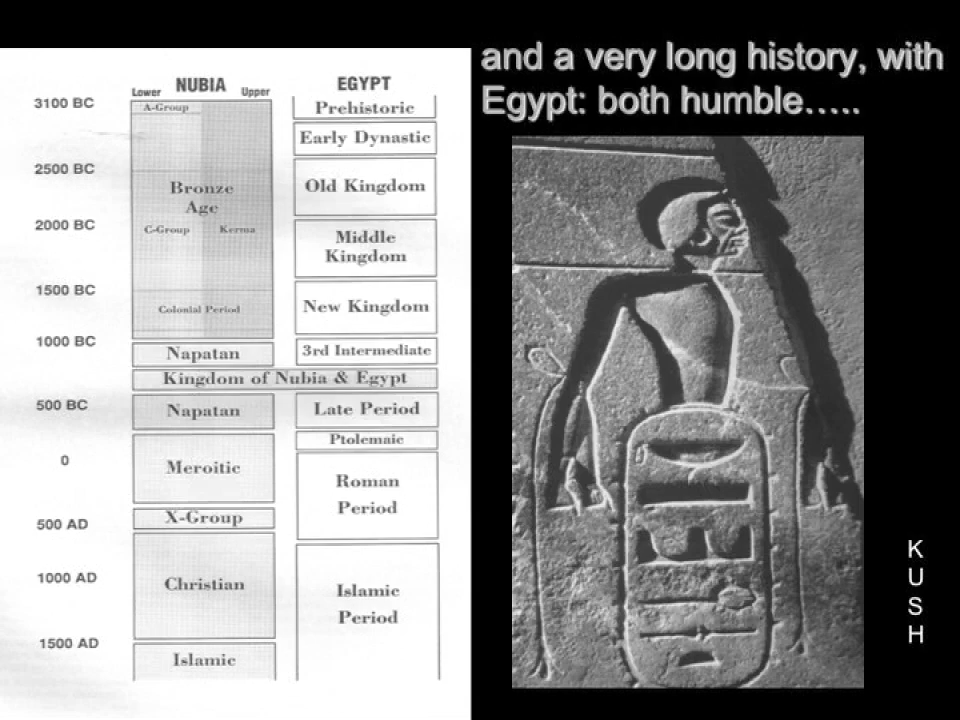 and a very long history, with
Egypt: both humble…..
NUBIA
Lower Upper
EGYPT
3100 BC
A-Group
Prehistoric
Early Dynastic
2500 BC
Old Kingdom
Bronze
Age
2000 BC
C-Group Kerma
Middle
Kingdom
1500 BC
Colonial Period
New Kingdom
1000 BC
Napatan
3rd Intermediate
Kingdom of Nubia & Egypt
500 BC
Napatan
Late Period
Ptolemaic
0
Meroitic
Roman
Period
X-Group
500 AD
1000 AD
Christian
Islamic
Period
1500 AD
Islamic
K
U
S
H